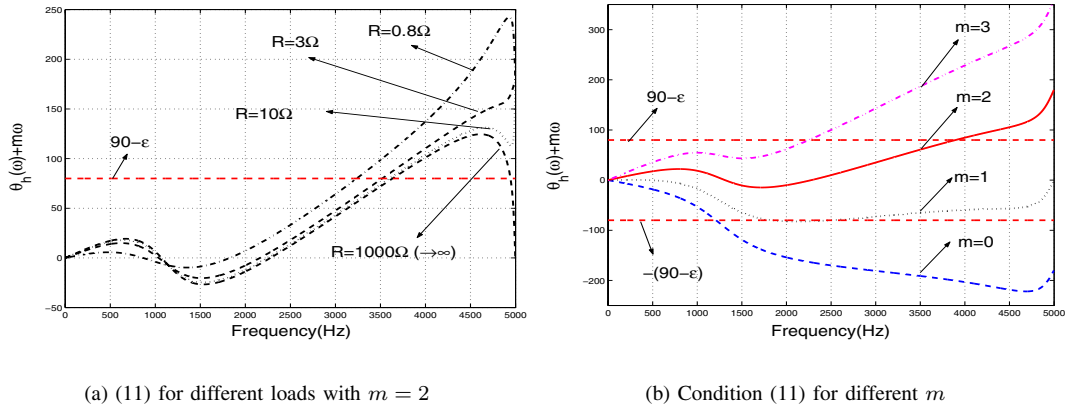 250
200
150
100
50
0
−50
θ_h(ω)+mω
R=0.8Ω
R=3Ω
R=10Ω
90−ε
R=1000Ω (→∞)
0 500 1000 1500 2000 2500 3000 3500 4000 4500 5000
Frequency(Hz)
(a) (11) for different loads with m = 2
300
200
100
0
−100
−200
θ_h(ω)+mω
m=3
90−ε
m=2
m=1
m=0
−(90−ε)
0 500 1000 1500 2000 2500 3000 3500 4000 4500 5000
Frequency(Hz)
(b) Condition (11) for different m